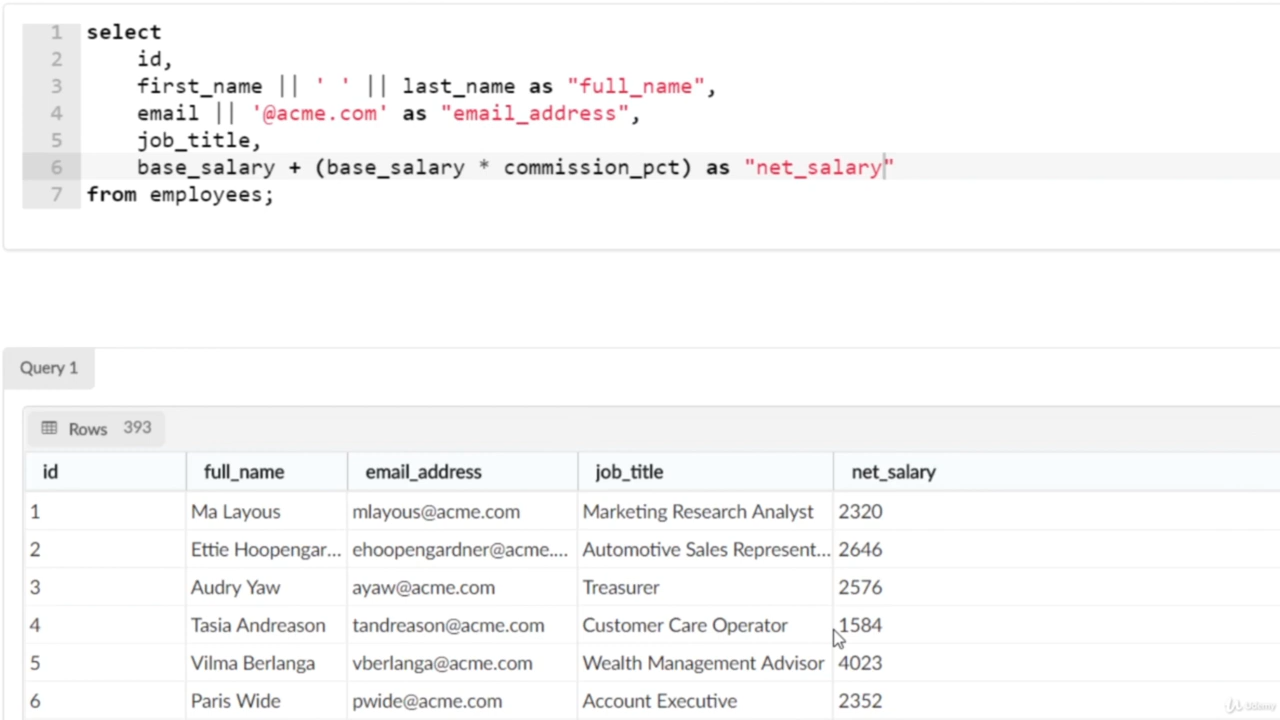 1 select
2 id,
3 first_name || ' ' || last_name as "full_name",
4 email || '@acme.com' as "email_address",
5 job_title,
6 base_salary + (base_salary * commission_pct) as "net_salary"
7 from employees;
Query 1
Rows 393
id full_name email_address job_title net_salary
1 Ma Layous mlayous@acme.com Marketing Research Analyst 2320
2 Ettie Hoopengar... ehoopengardner@acme.... Automotive Sales Represent... 2646
3 Audry Yaw ayaw@acme.com Treasurer 2576
4 Tasia Andreason tandreason@acme.com Customer Care Operator 1584
5 Vilma Berlanga vberlanga@acme.com Wealth Management Advisor 4023
6 Paris Wide pwide@acme.com Account Executive 2352
Udemy